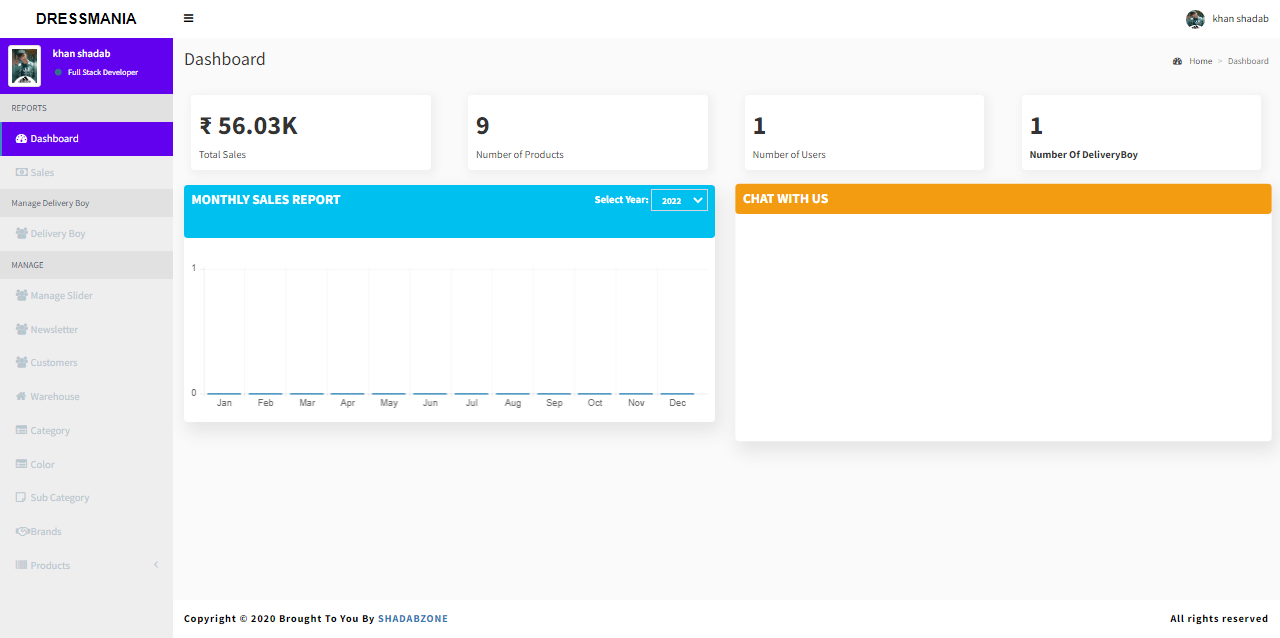 DRESSMANIA
khan shadab
khan shadab
Full Stack Developer
REPORTS
Dashboard
Sales
Manage Delivery Boy
Delivery Boy
MANAGE
Manage Slider
Newsletter
Customers
Warehouse
Category
Color
Sub Category
Brands
Products
Dashboard
Home > Dashboard
₹ 56.03K
Total Sales
9
Number of Products
1
Number of Users
1
Number Of DeliveryBoy
MONTHLY SALES REPORT
Select Year: 2022
1
0
Jan Feb Mar Apr May Jun Jul Aug Sep Oct Nov Dec
CHAT WITH US
Copyright © 2020 Brought To You By SHADABZONE
All rights reserved